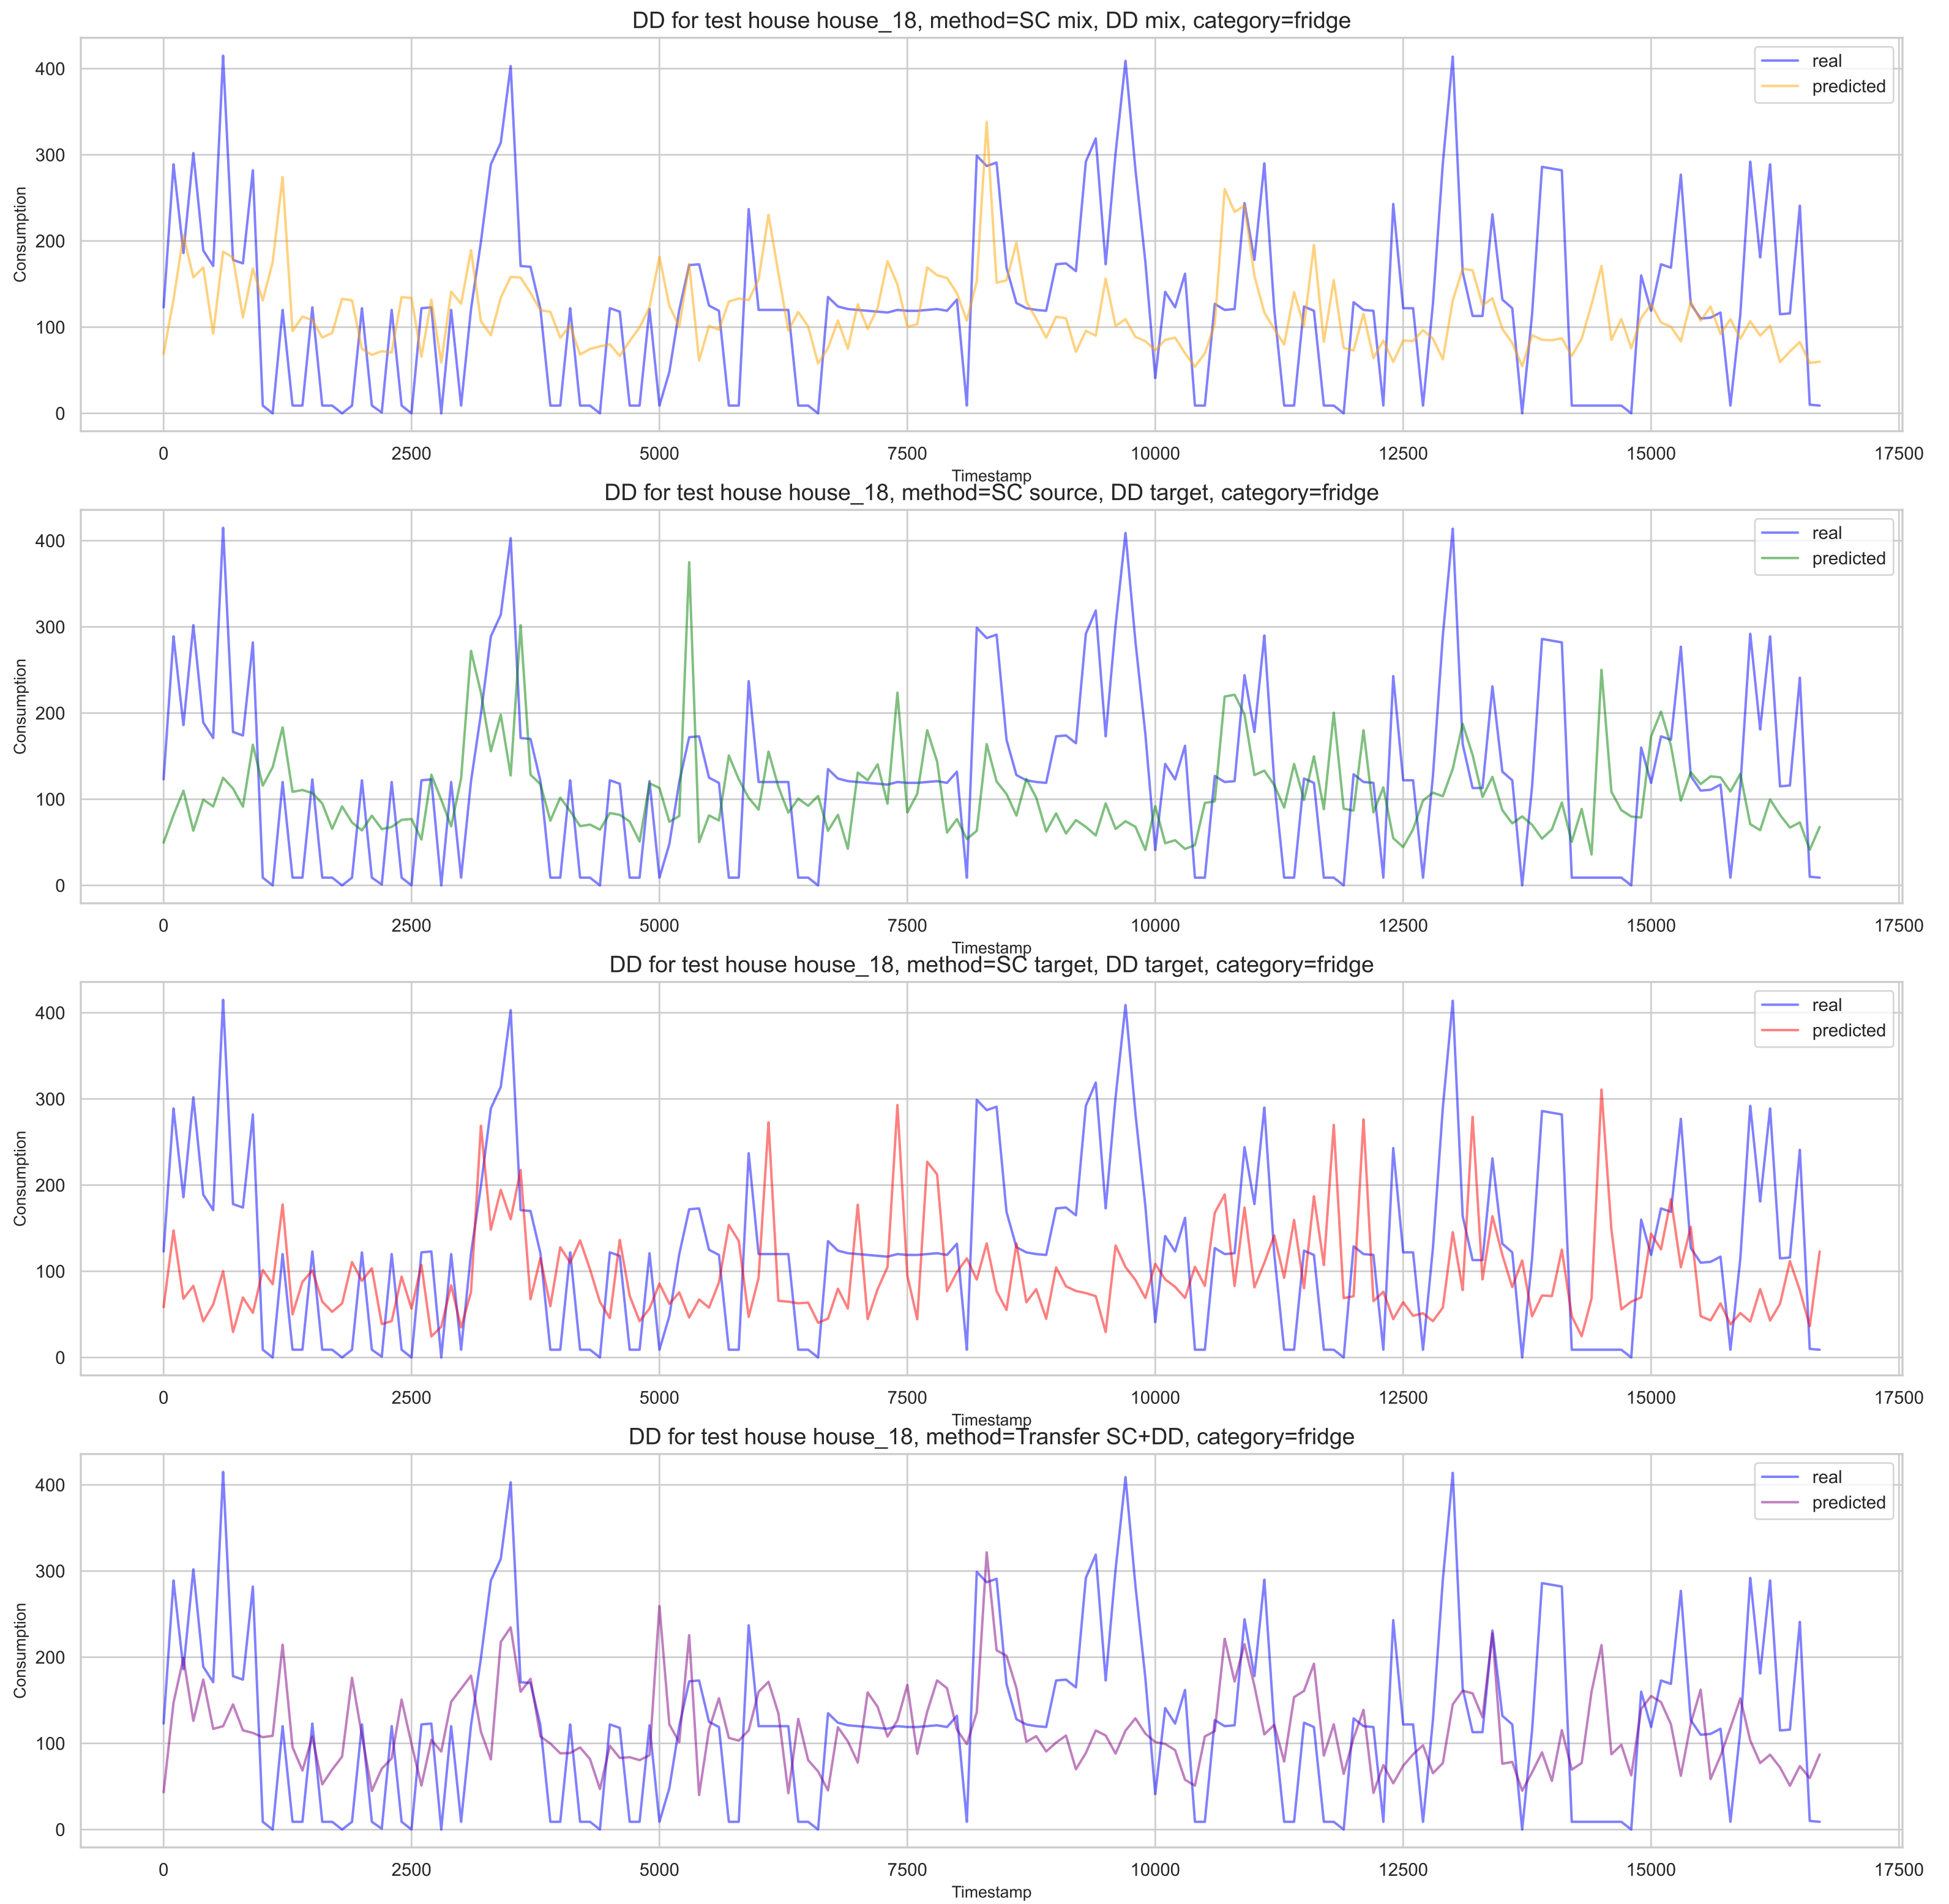 DD for test house house_18, method=SC mix, DD mix, category=fridge
400
300
200
100
0
Consumption
real
predicted
0 2500 5000 7500 10000 12500 15000 17500
Timestamp
DD for test house house_18, method=SC source, DD target, category=fridge
400
300
200
100
0
Consumption
real
predicted
0 2500 5000 7500 10000 12500 15000 17500
Timestamp
DD for test house house_18, method=SC target, DD target, category=fridge
400
300
200
100
0
Consumption
real
predicted
0 2500 5000 7500 10000 12500 15000 17500
Timestamp
DD for test house house_18, method=Transfer SC+DD, category=fridge
400
300
200
100
0
Consumption
real
predicted
0 2500 5000 7500 10000 12500 15000 17500
Timestamp